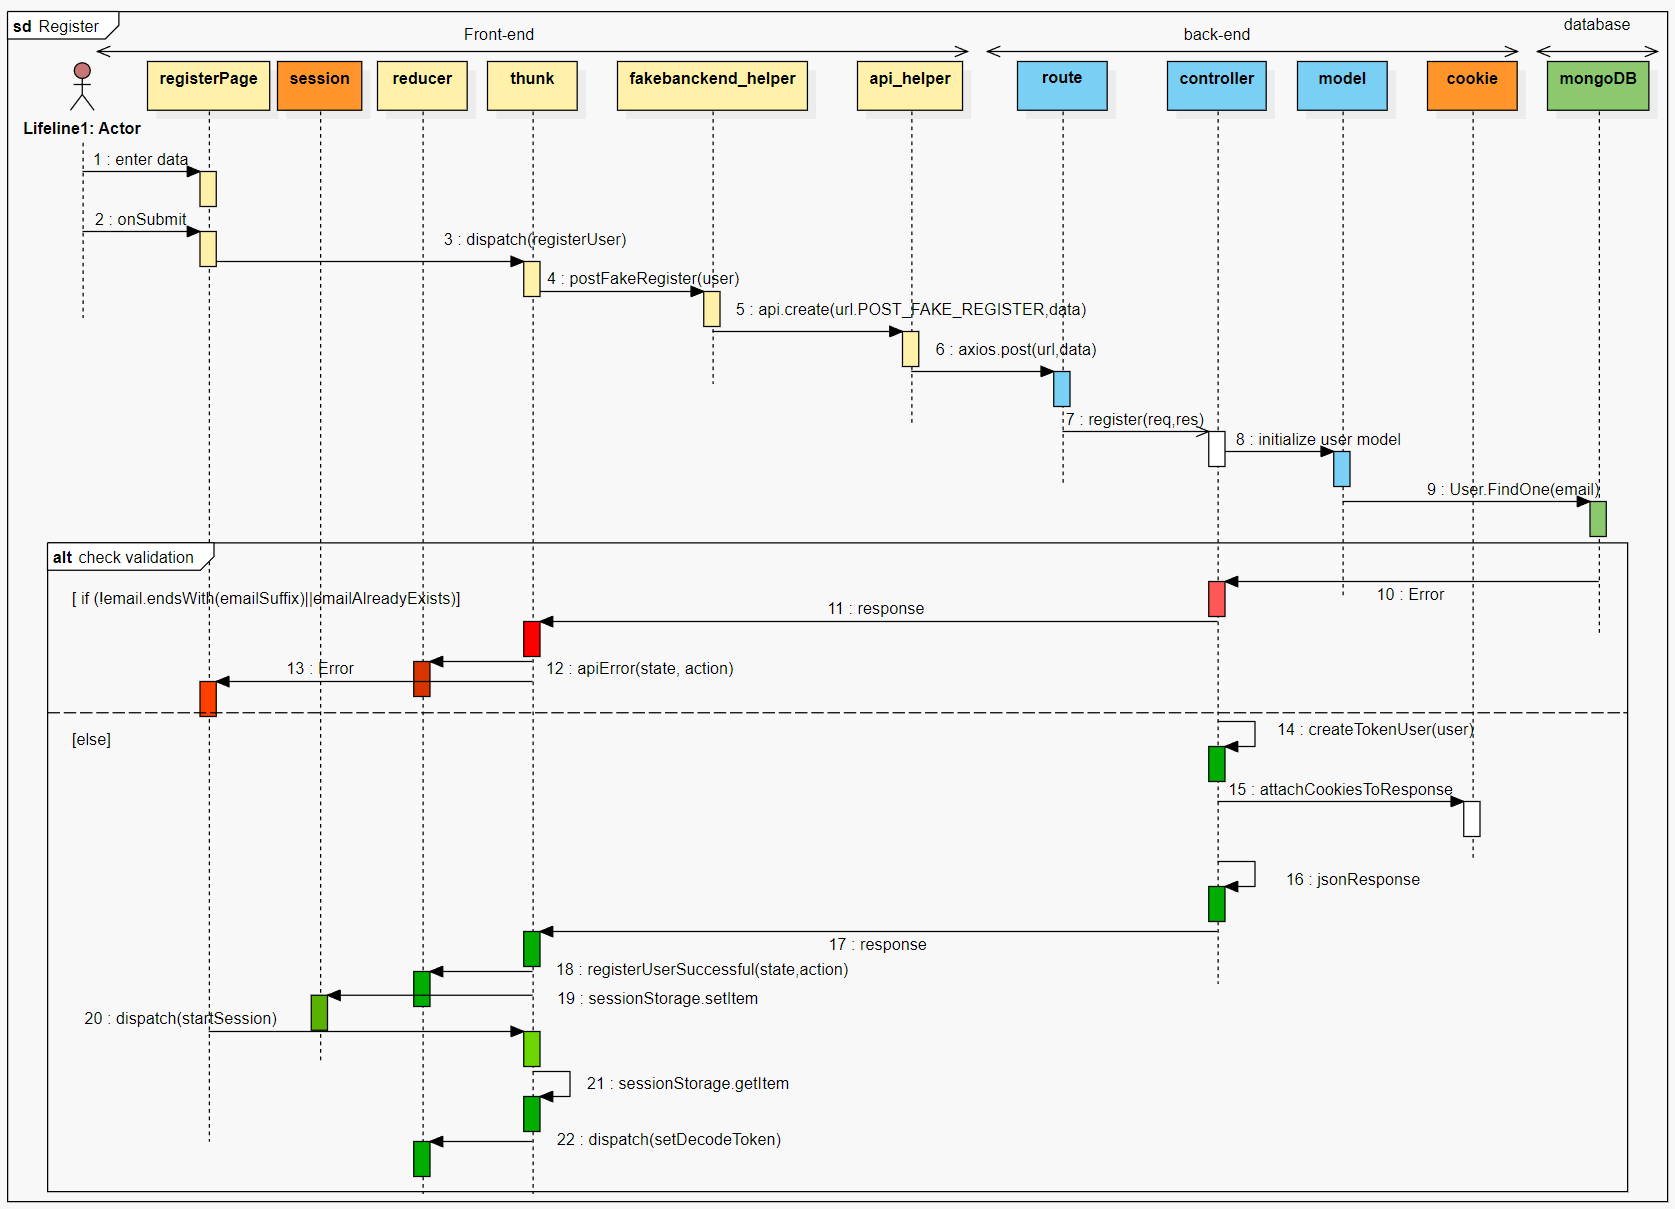 sd Register
Front-end
back-end
database
registerPage
session
reducer
thunk
fakebanckend_helper
api_helper
route
controller
model
cookie
mongoDB
Lifeline1: Actor
1 : enter data
2 : onSubmit
3 : dispatch(registerUser)
4 : postFakeRegister(user)
5 : api.create(url.POST_FAKE_REGISTER,data)
6 : axios.post(url,data)
7 : register(req,res)
8 : initialize user model
9 : User.FindOne(email)
alt check validation
[ if (!email.endsWith(emailSuffix)||emailAlreadyExists)]
10 : Error
11 : response
12 : apiError(state, action)
13 : Error
[else]
14 : createTokenUser(user)
15 : attachCookiesToResponse
16 : jsonResponse
17 : response
18 : registerUserSuccessful(state,action)
19 : sessionStorage.setItem
20 : dispatch(startSession)
21 : sessionStorage.getItem
22 : dispatch(setDecodeToken)